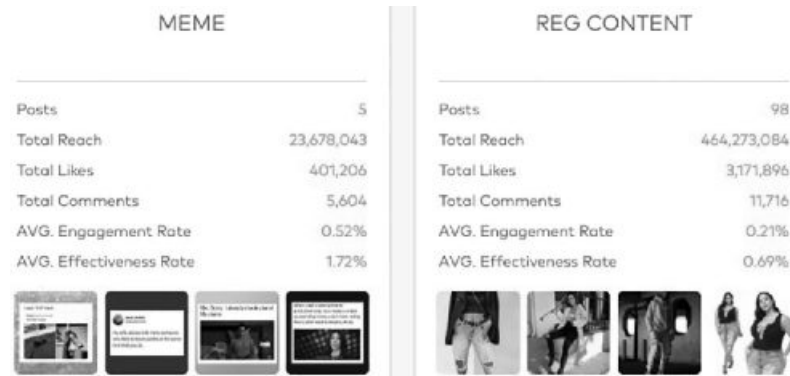 MEME
Posts 5
Total Reach 23,678,043
Total Likes 401,206
Total Comments 5,604
AVG. Engagement Rate 0.52%
AVG. Effectiveness Rate 1.72%
REG CONTENT
Posts 98
Total Reach 464,273,084
Total Likes 3,171,896
Total Comments 11,716
AVG. Engagement Rate 0.21%
AVG. Effectiveness Rate 0.69%